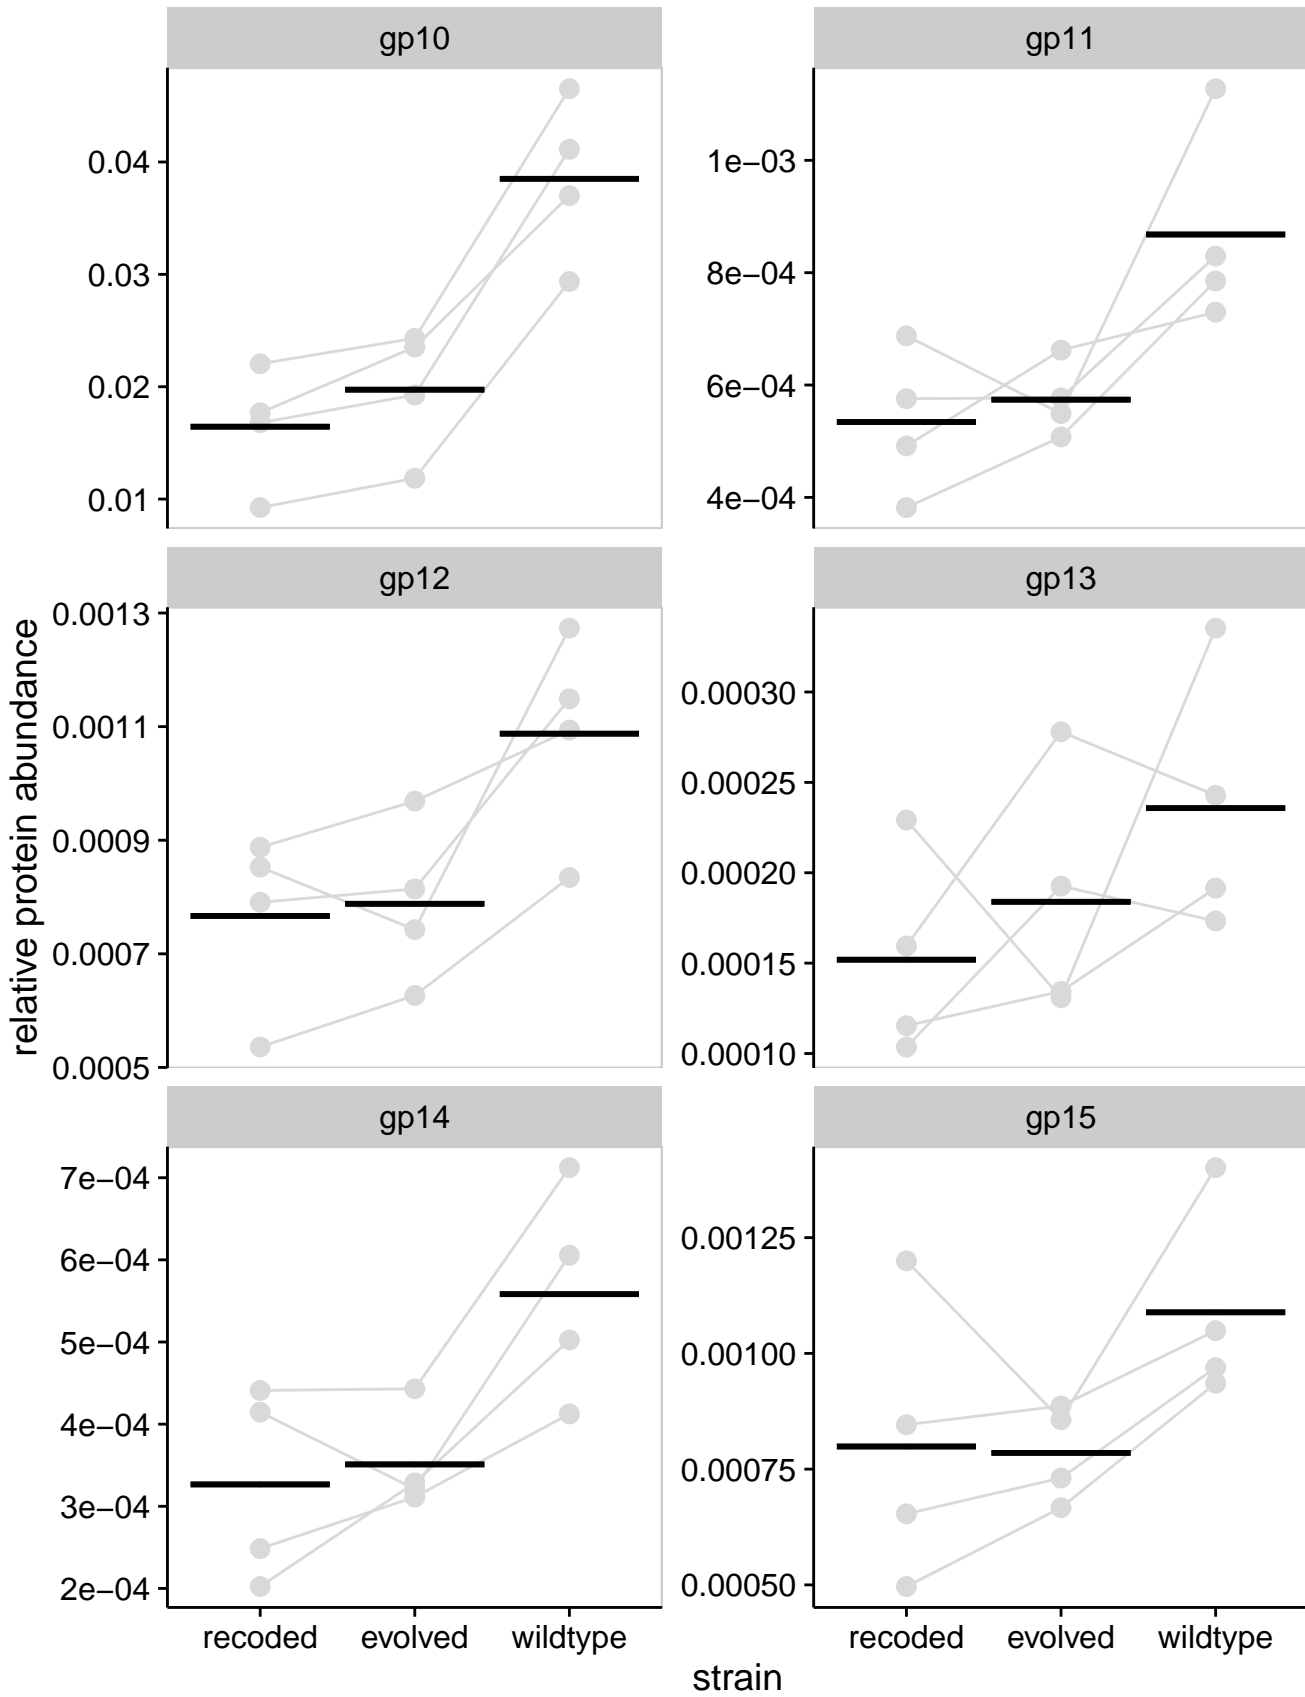 gp10
gp11
0.04
0.03
0.02
0.01
1e−03
8e−04
6e−04
4e−04
gp12
gp13
0.0013
0.0011
0.0009
0.0007
0.0005
0.00030
0.00025
0.00020
0.00015
0.00010
relative protein abundance
gp14
gp15
7e−04
6e−04
5e−04
4e−04
3e−04
2e−04
0.00125
0.00100
0.00075
0.00050
recoded evolved wildtype
recoded evolved wildtype
strain